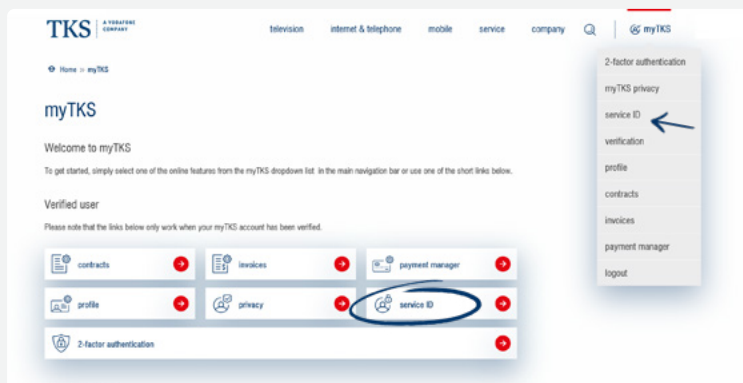 TKS A VODAFONE COMPANY
television internet & telephone mobile service company myTKS
Home > myTKS
myTKS
Welcome to myTKS
To get started, simply select one of the online features from the myTKS dropdown list in the main navigation bar or use one of the short links below.
Verified user
Please note that the links below only work when your myTKS account has been verified.
contracts invoices payment manager
profile privacy service ID
2-factor authentication
2-factor authentication
myTKS privacy
service ID
verification
profile
contracts
invoices
payment manager
logout